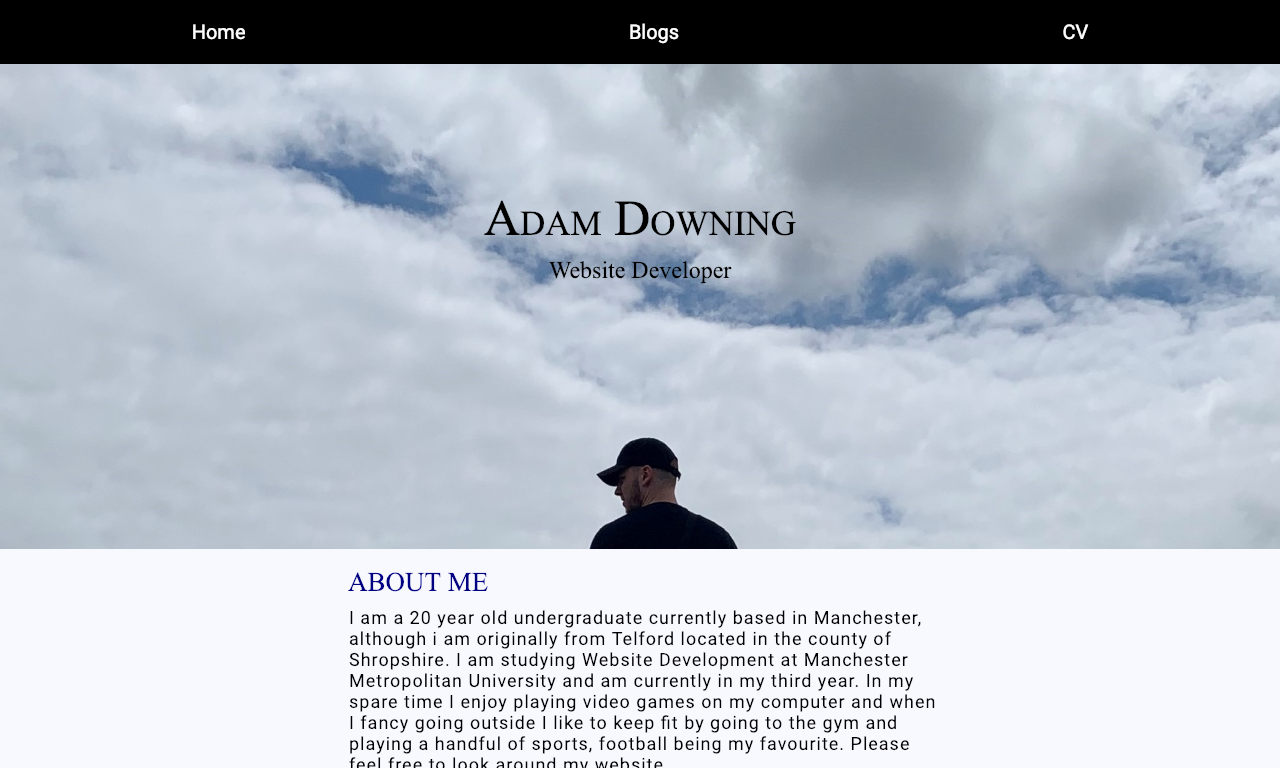 Home
Blogs
CV
Adam Downing
Website Developer
ABOUT ME
I am a 20 year old undergraduate currently based in Manchester,
although i am originally from Telford located in the county of
Shropshire. I am studying Website Development at Manchester
Metropolitan University and am currently in my third year. In my
spare time I enjoy playing video games on my computer and when
I fancy going outside I like to keep fit by going to the gym and
playing a handful of sports, football being my favourite. Please
feel free to look around my website.